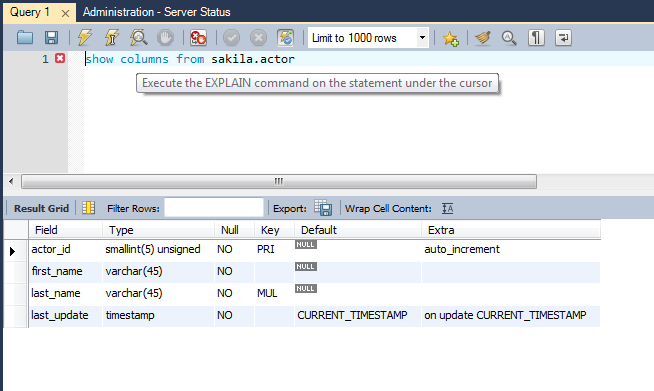 Query 1 × Administration - Server Status
Limit to 1000 rows
1 show columns from sakila.actor
Execute the EXPLAIN command on the statement under the cursor
Result Grid Filter Rows: Export: Wrap Cell Content: IA
Field Type Null Key Default Extra
actor_id smallint(5) unsigned NO PRI NULL auto_increment
first_name varchar(45) NO NULL
last_name varchar(45) NO MUL NULL
last_update timestamp NO CURRENT_TIMESTAMP on update CURRENT_TIMESTAMP